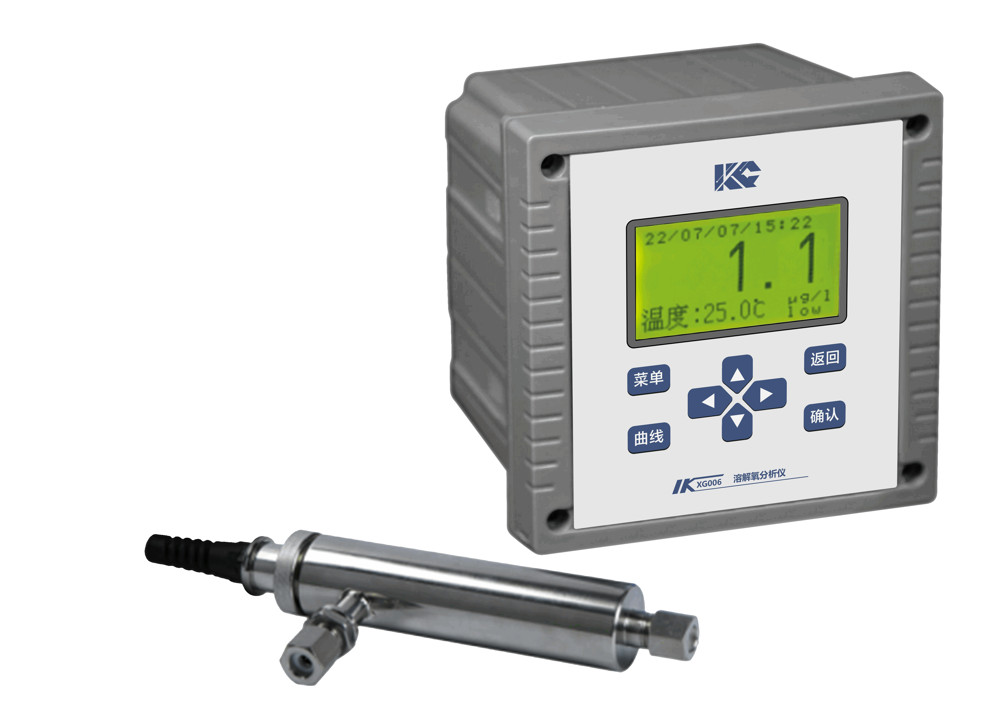 KC
22/07/07/15:22
1.1
μg/l
温度:25.0℃ low
菜单
返回
曲线
确认
XG006 溶解氧分析仪